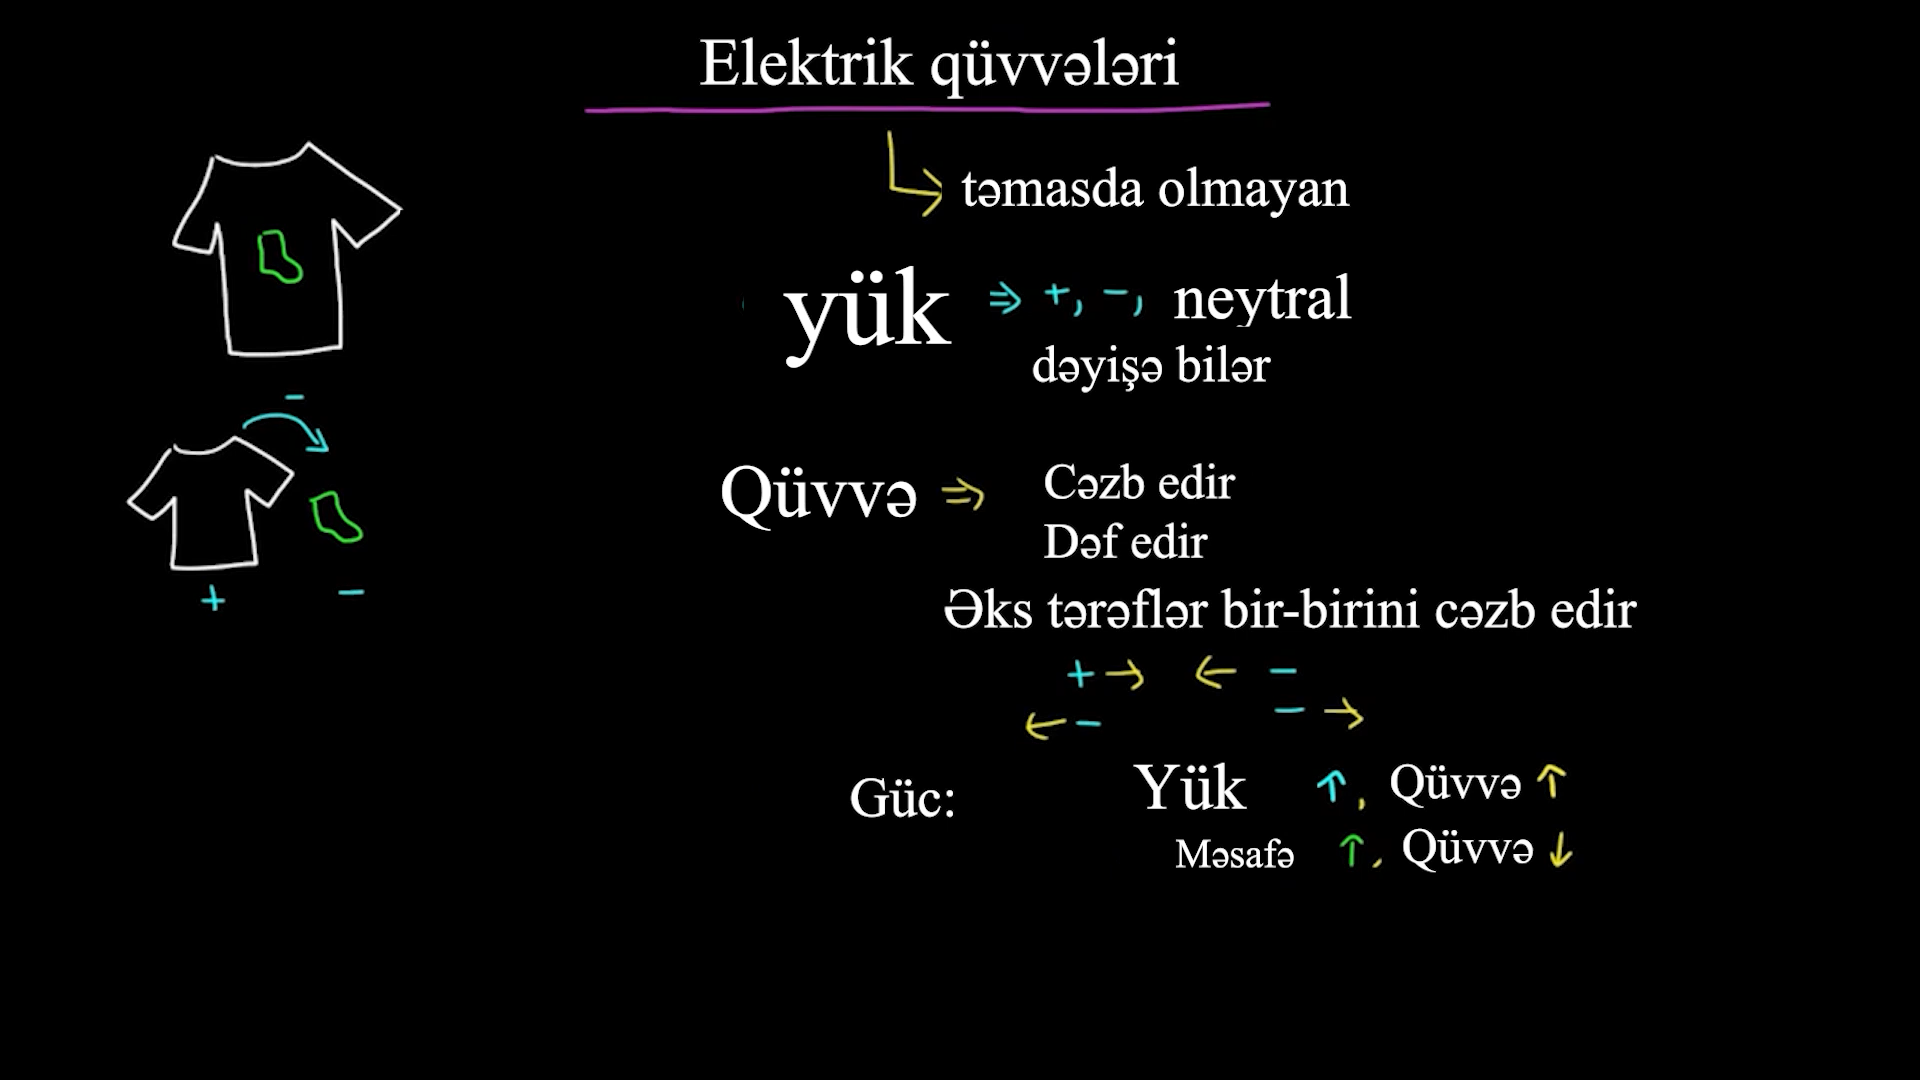 Elektrik qüvvələri
təmasda olmayan
yük ⇒ +, -, neytral
dəyişə bilər
Qüvvə ⇒ Cəzb edir
Dəf edir
Əks tərəflər bir-birini cəzb edir
+ → ← -
← - - →
Güc: Yük ↑, Qüvvə ↑
Məsafə ↑, Qüvvə ↓
-
+ -